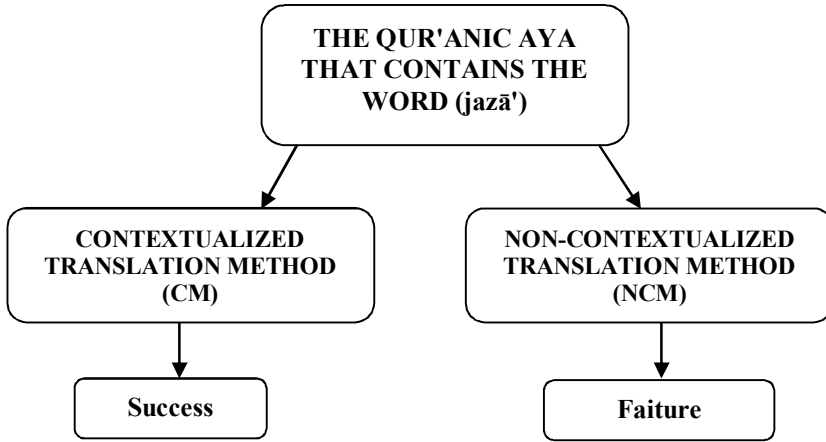 THE QUR'ANIC AYA
THAT CONTAINS THE
WORD (jazā')
CONTEXTUALIZED
TRANSLATION METHOD
(CM)
NON-CONTEXTUALIZED
TRANSLATION METHOD
(NCM)
Success
Faiture